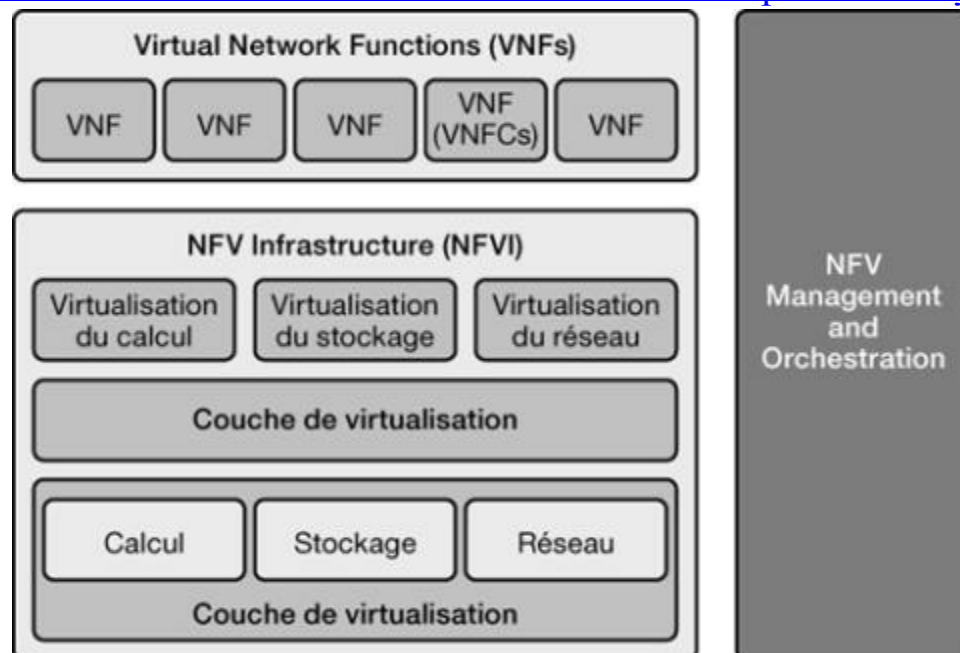 Virtual Network Functions (VNFs)
VNF
VNF
VNF
VNF
(VNFCs)
VNF
NFV Infrastructure (NFVI)
Virtualisation
du calcul
Virtualisation
du stockage
Virtualisation
du réseau
Couche de virtualisation
Calcul
Stockage
Réseau
Couche de virtualisation
NFV
Management
and
Orchestration